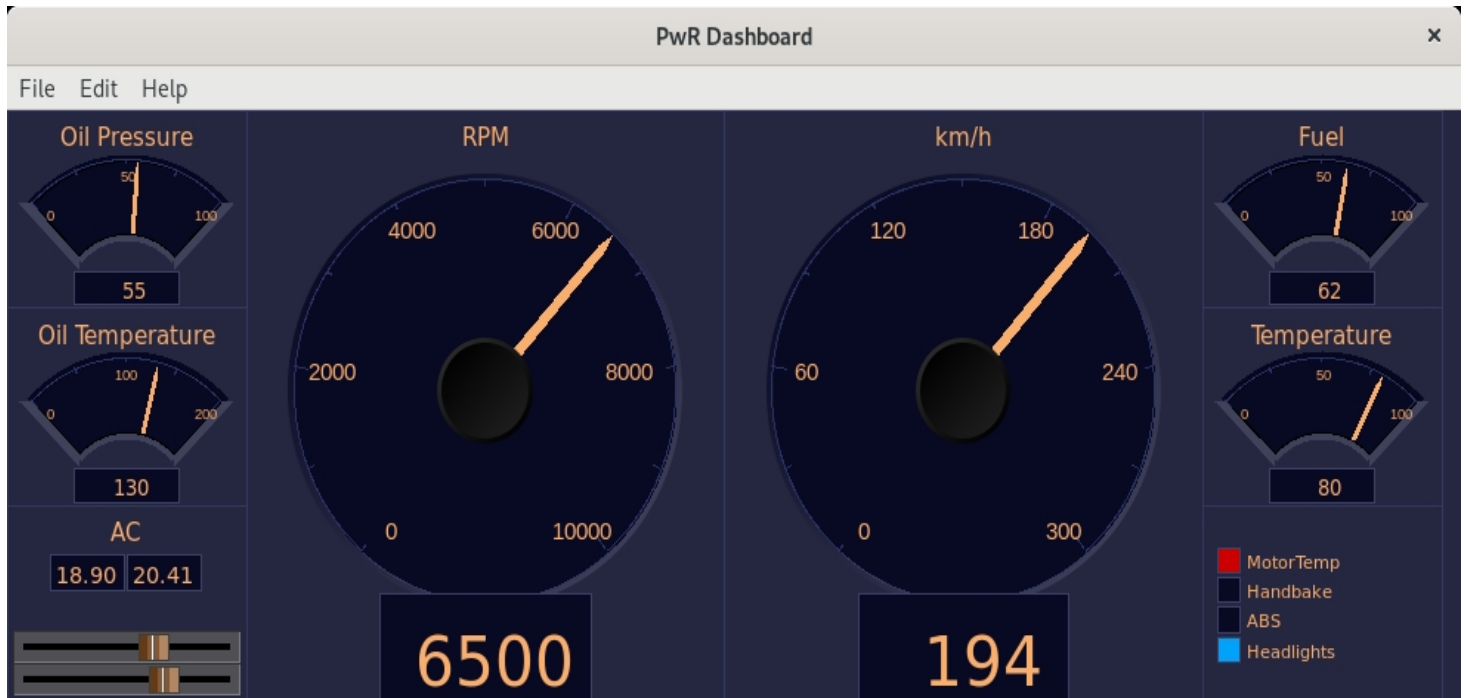 PwR Dashboard
×
File Edit Help
Oil Pressure
0 50 100
55
Oil Temperature
0 100 200
130
AC
18.90 20.41
RPM
0 2000 4000 6000 8000 10000
6500
km/h
0 60 120 180 240 300
194
Fuel
0 50 100
62
Temperature
0 50 100
80
MotorTemp
Handbake
ABS
Headlights